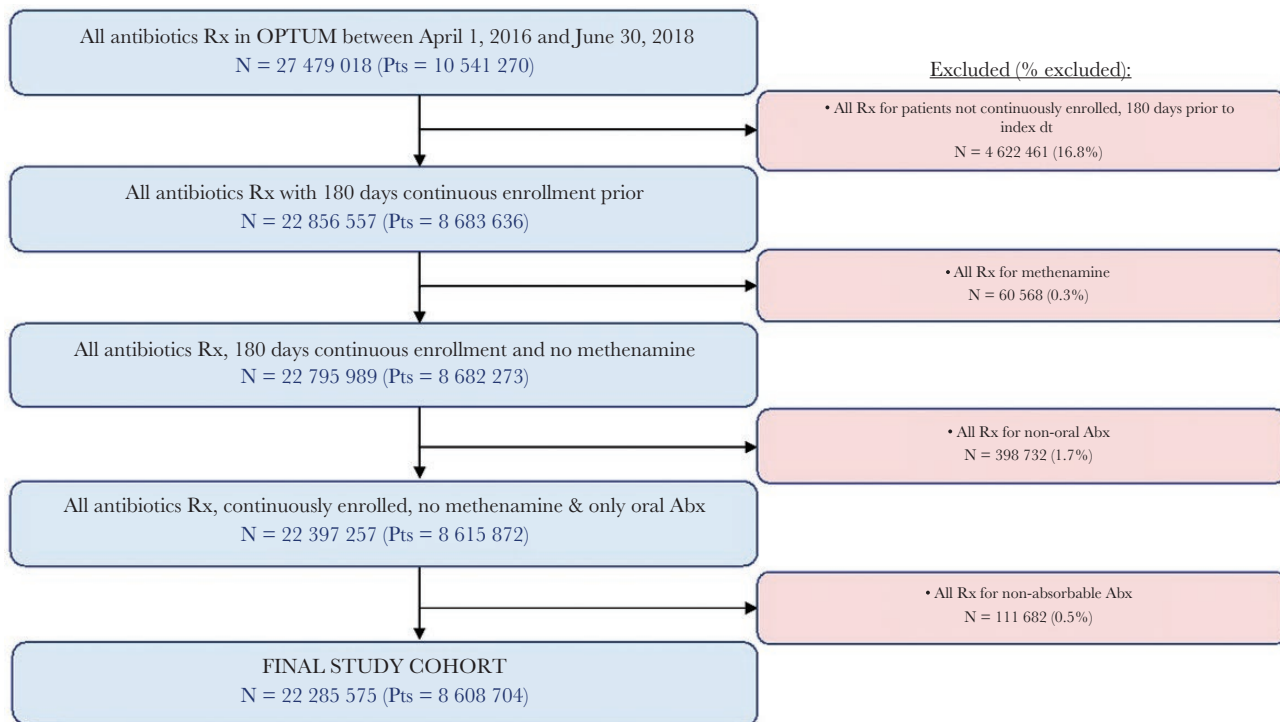 All antibiotics Rx in OPTUM between April 1, 2016 and June 30, 2018
N = 27 479 018 (Pts = 10 541 270)
Excluded (% excluded):
• All Rx for patients not continuously enrolled, 180 days prior to
index dt
N = 4 622 461 (16.8%)
All antibiotics Rx with 180 days continuous enrollment prior
N = 22 856 557 (Pts = 8 683 636)
• All Rx for methenamine
N = 60 568 (0.3%)
All antibiotics Rx, 180 days continuous enrollment and no methenamine
N = 22 795 989 (Pts = 8 682 273)
• All Rx for non-oral Abx
N = 398 732 (1.7%)
All antibiotics Rx, continuously enrolled, no methenamine & only oral Abx
N = 22 397 257 (Pts = 8 615 872)
• All Rx for non-absorbable Abx
N = 111 682 (0.5%)
FINAL STUDY COHORT
N = 22 285 575 (Pts = 8 608 704)